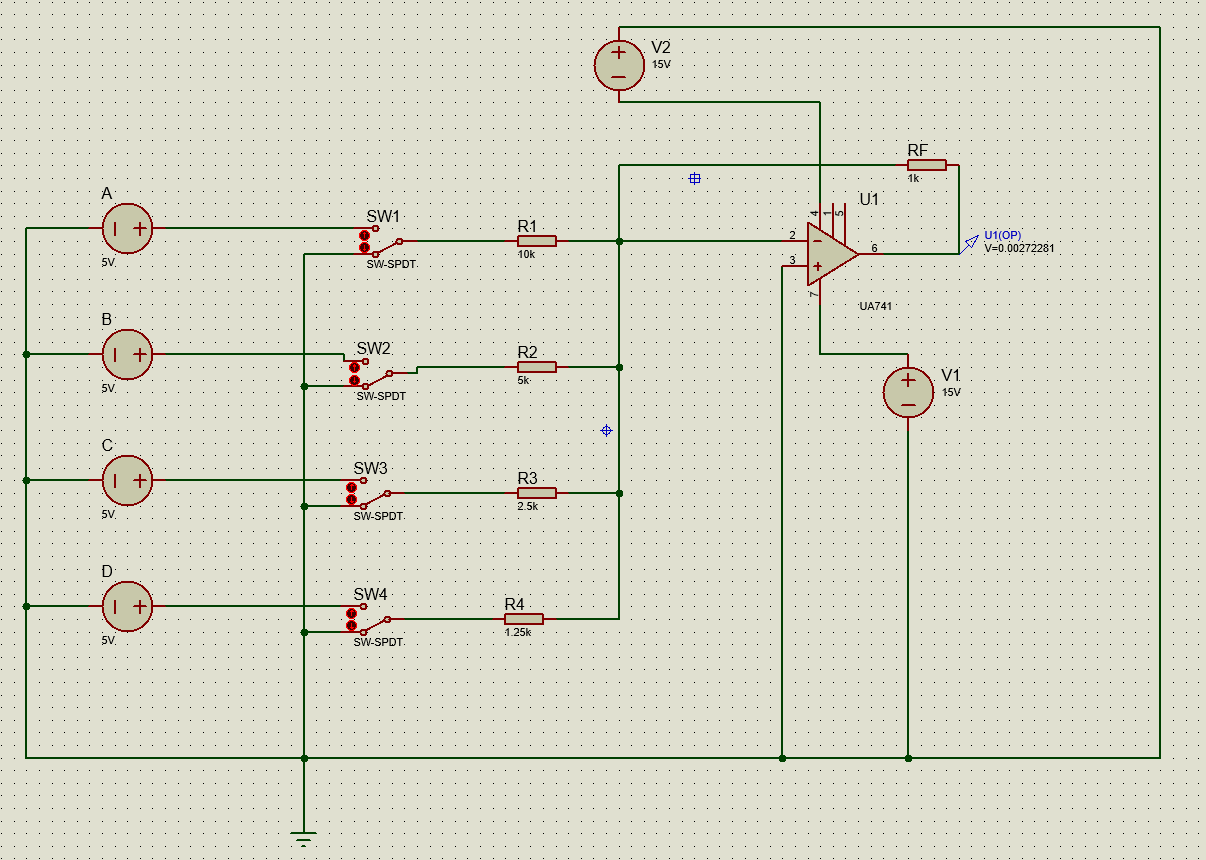 V2
15V
RF
1k
A
5V
SW1
SW-SPDT
R1
10k
U1
4
1
5
2
3
6
7
UA741
U1(OP)
V=0.00272281
B
5V
SW2
SW-SPDT
R2
5k
V1
15V
C
5V
SW3
SW-SPDT
R3
2.5k
D
5V
SW4
SW-SPDT
R4
1.25k